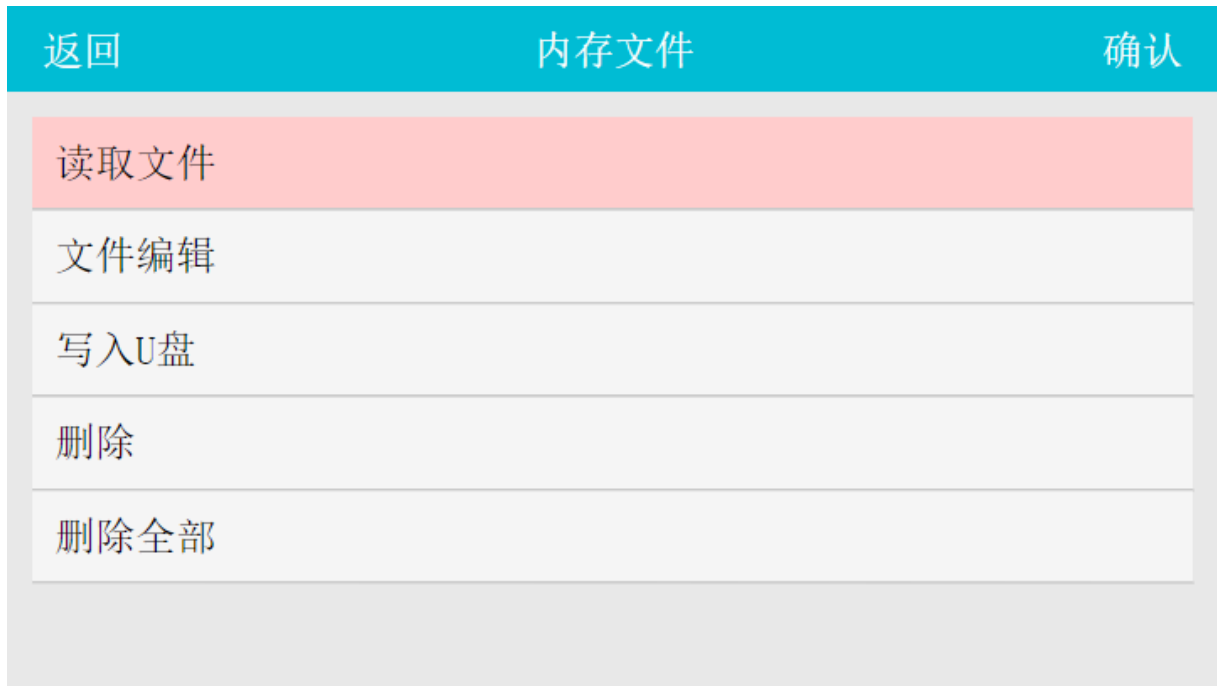 返回 内存文件 确认
读取文件
文件编辑
写入U盘
删除
删除全部